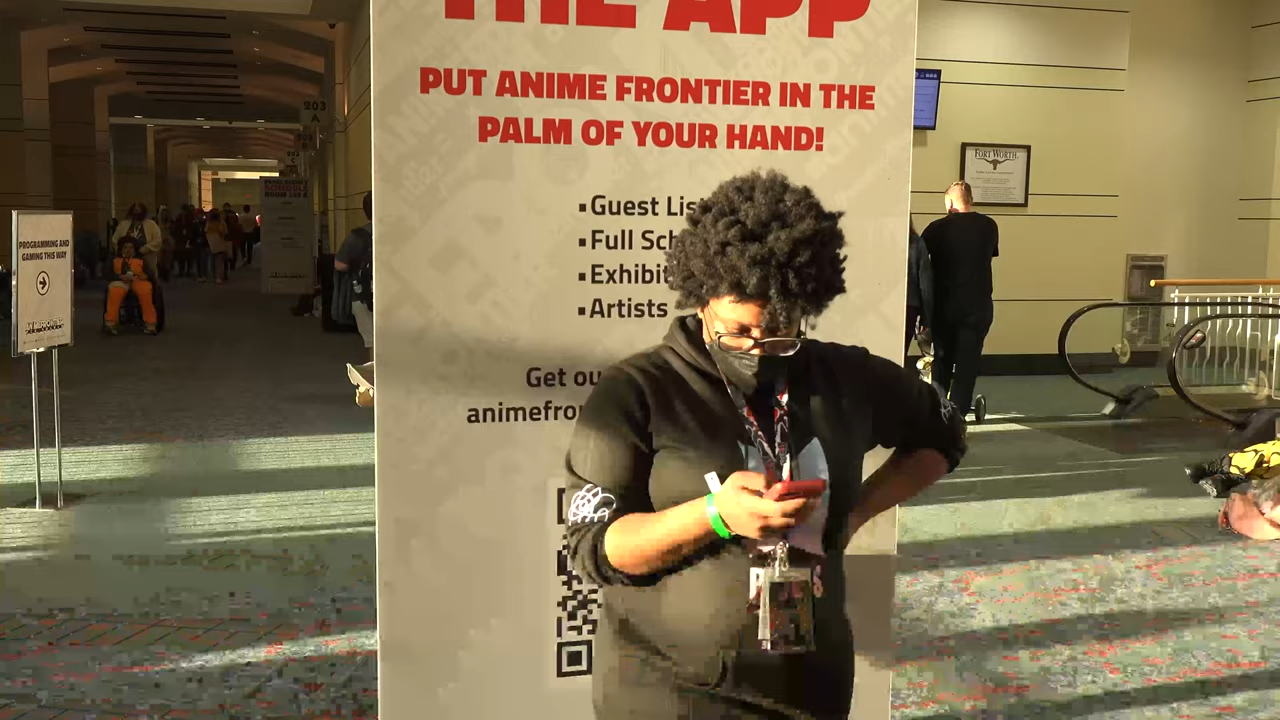 THE APP
PUT ANIME FRONTIER IN THE
PALM OF YOUR HAND!
▪Guest Lis
▪Full Sch
▪Exhibit
▪Artists
Get ou
animefro
PROGRAMMING AND
GAMING THIS WAY
203
A
FORT WORTH